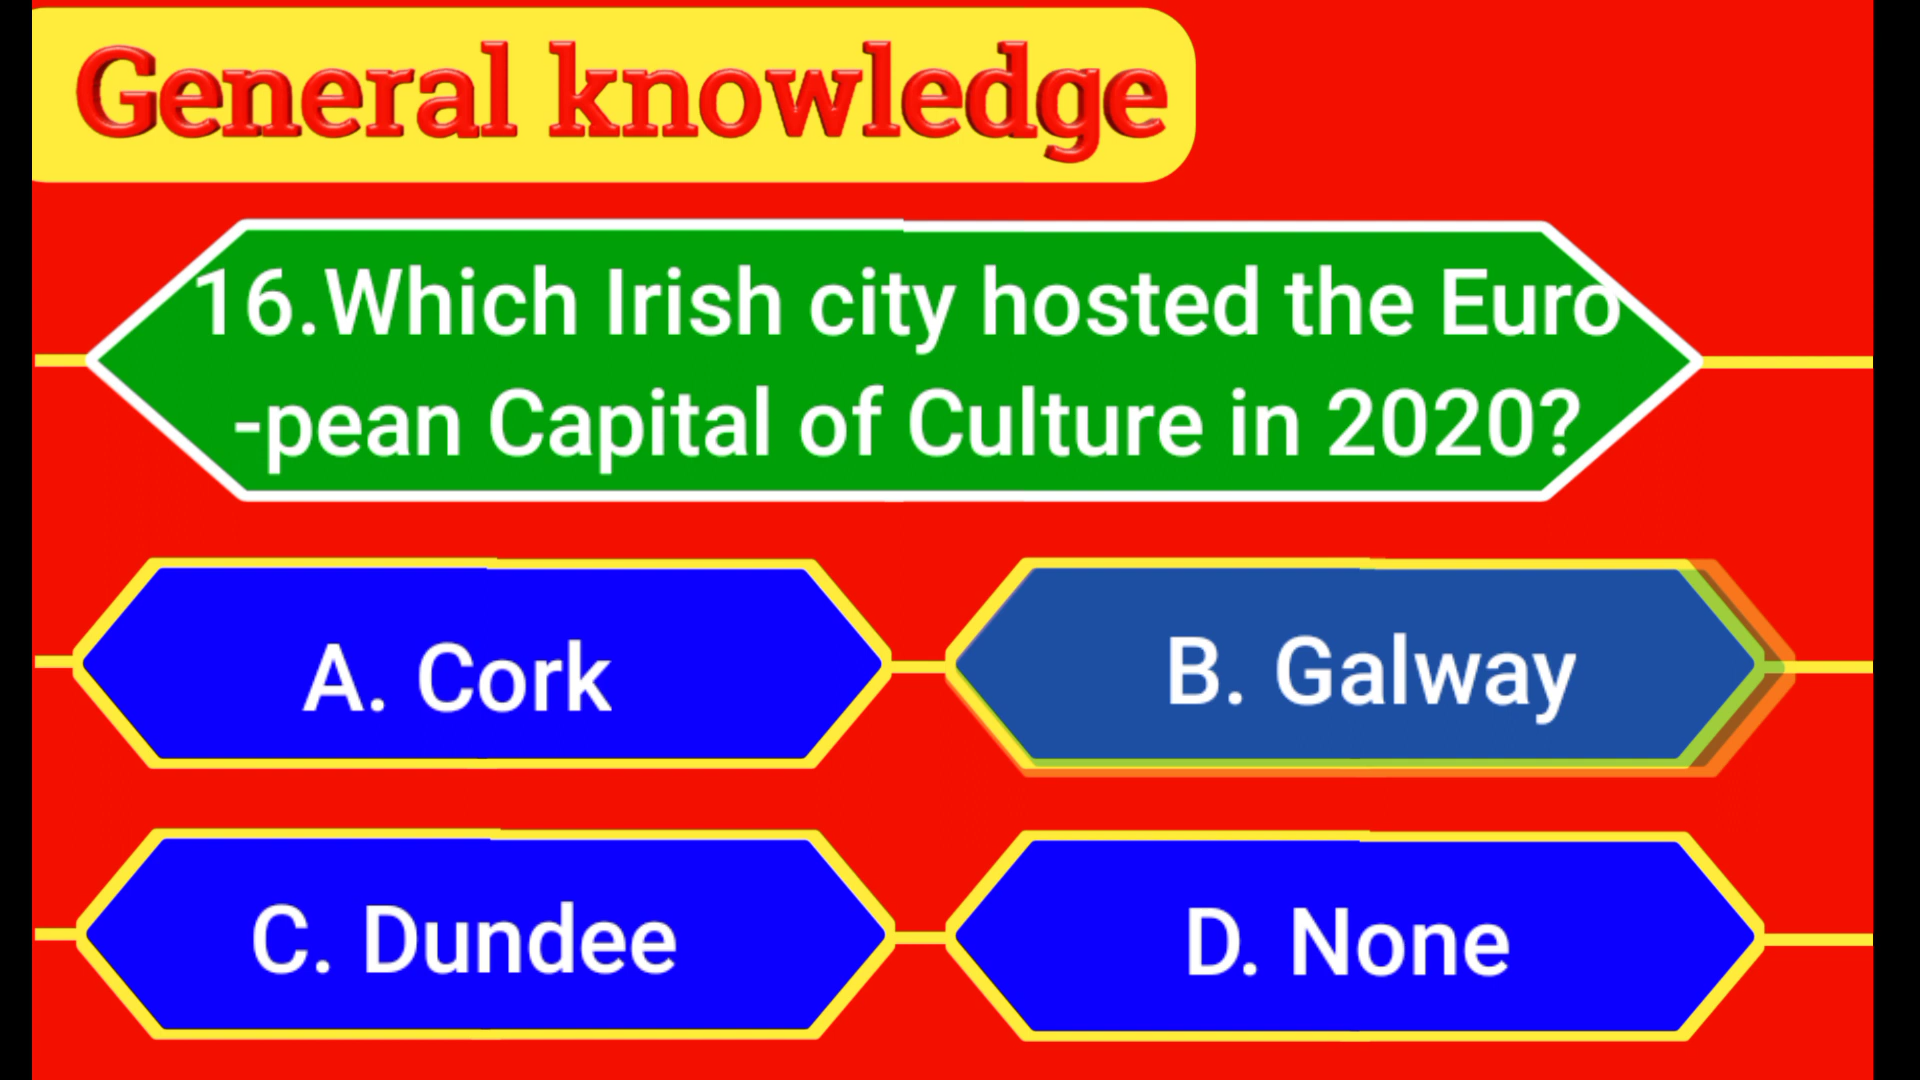 General knowledge
16.Which Irish city hosted the Euro
-pean Capital of Culture in 2020?
A. Cork
B. Galway
C. Dundee
D. None